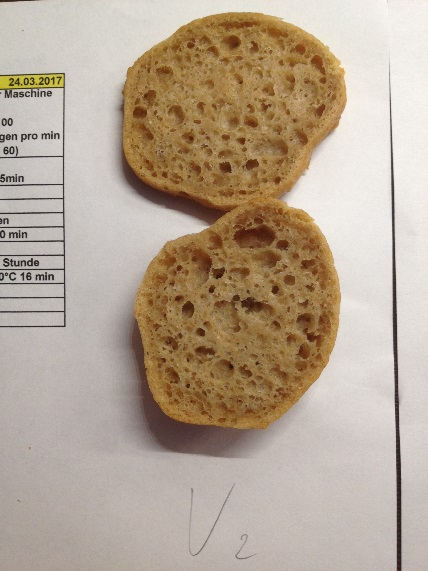 24.03.2017
Maschine
00
gen pro min
60)
5min
en
0 min
Stunde
0°C 16 min
V2